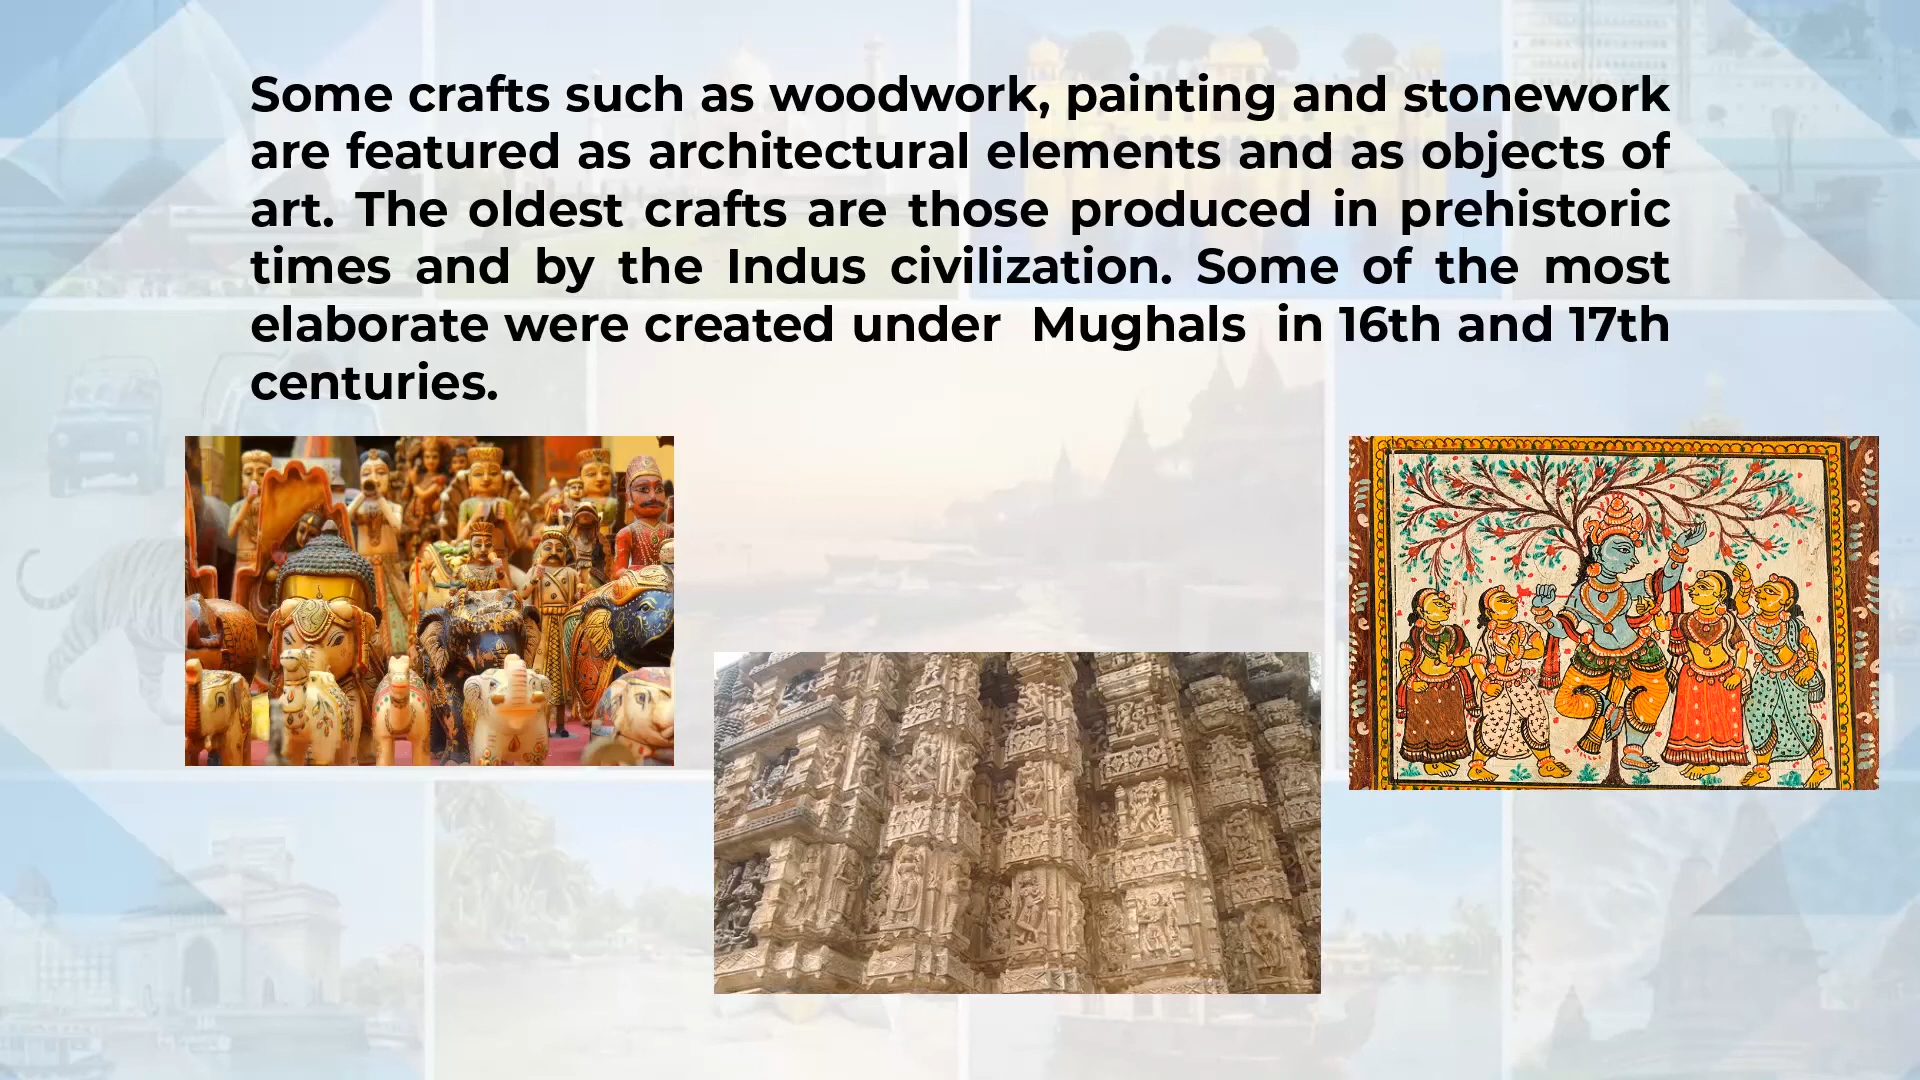 Some crafts such as woodwork, painting and stonework
are featured as architectural elements and as objects of
art. The oldest crafts are those produced in prehistoric
times and by the Indus civilization. Some of the most
elaborate were created under  Mughals  in 16th and 17th
centuries.